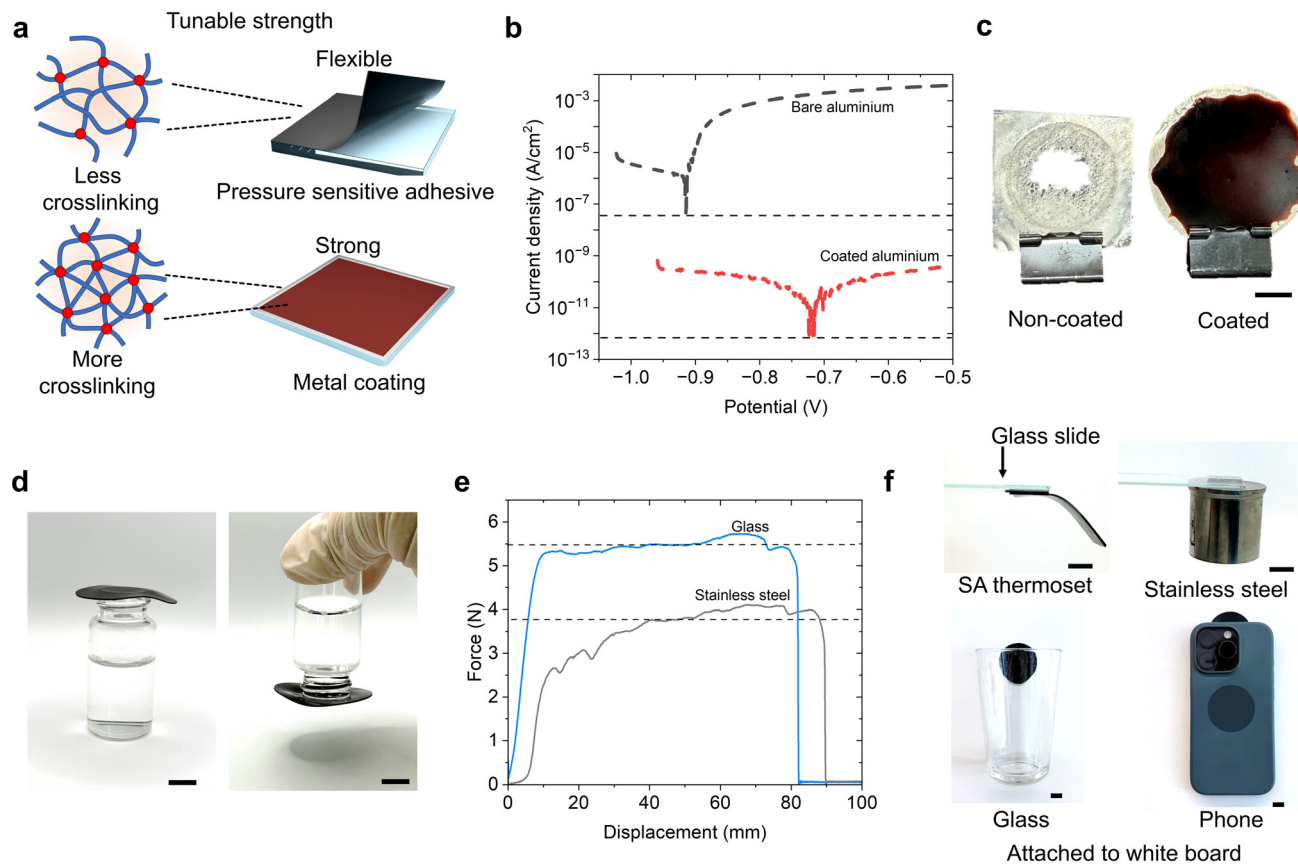 a
Tunable strength
Flexible
Less
crosslinking
Pressure sensitive adhesive
Strong
More
crosslinking
Metal coating
b
Current density (A/cm²)
10⁻³
10⁻⁵
10⁻⁷
10⁻⁹
10⁻¹¹
10⁻¹³
Bare aluminium
Coated aluminium
−1.0 −0.9 −0.8 −0.7 −0.6 −0.5
Potential (V)
c
Non-coated
Coated
d
e
Force (N)
6
5
4
3
2
1
0
Glass
Stainless steel
0 20 40 60 80 100
Displacement (mm)
f
Glass slide
SA thermoset
Stainless steel
Glass
Phone
Attached to white board